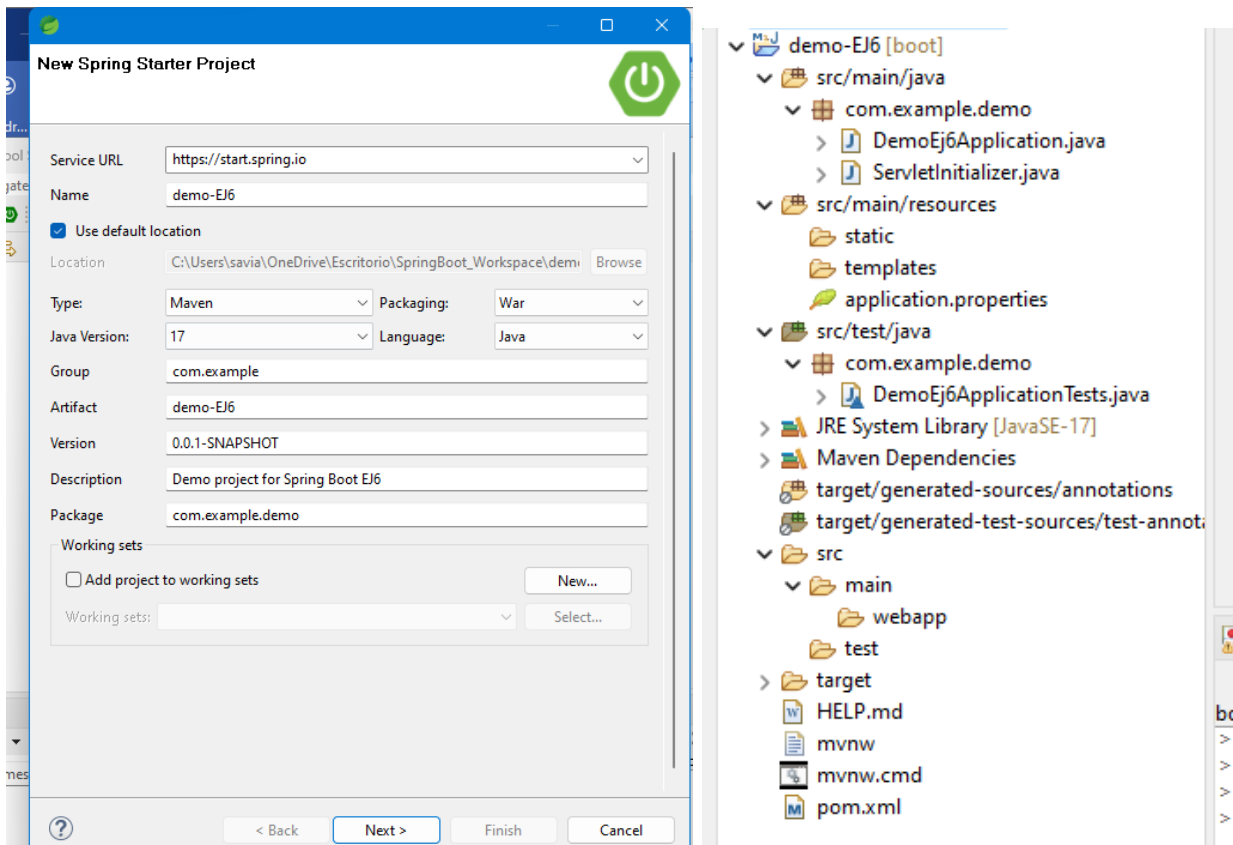 New Spring Starter Project
Service URL https://start.spring.io
Name demo-EJ6
Use default location
Location C:\Users\savia\OneDrive\Escritorio\SpringBoot_Workspace\dem Browse
Type: Maven Packaging: War
Java Version: 17 Language: Java
Group com.example
Artifact demo-EJ6
Version 0.0.1-SNAPSHOT
Description Demo project for Spring Boot EJ6
Package com.example.demo
Working sets
Add project to working sets New...
Working sets: Select...
? < Back Next > Finish Cancel
demo-EJ6 [boot]
src/main/java
com.example.demo
DemoEj6Application.java
ServletInitializer.java
src/main/resources
static
templates
application.properties
src/test/java
com.example.demo
DemoEj6ApplicationTests.java
JRE System Library [JavaSE-17]
Maven Dependencies
target/generated-sources/annotations
target/generated-test-sources/test-annota
src
main
webapp
test
target
HELP.md
mvnw
mvnw.cmd
pom.xml